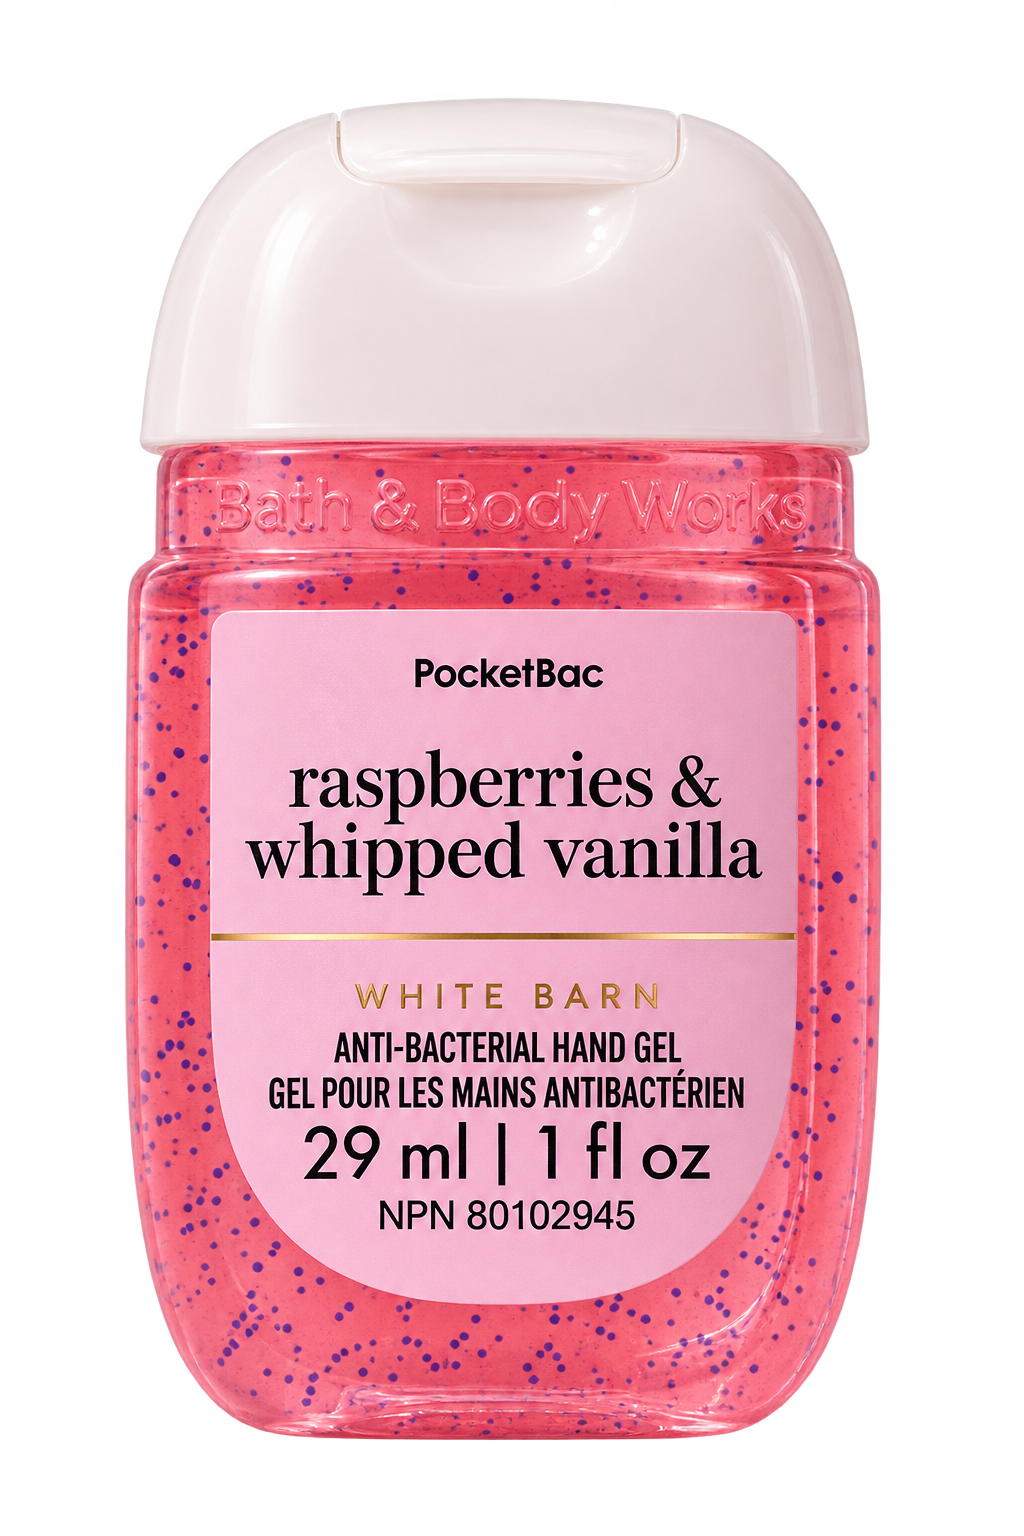 Bath & Body Works
PocketBac
raspberries &
whipped vanilla
WHITE BARN
ANTI-BACTERIAL HAND GEL
GEL POUR LES MAINS ANTIBACTÉRIEN
29 ml | 1 fl oz
NPN 80102945